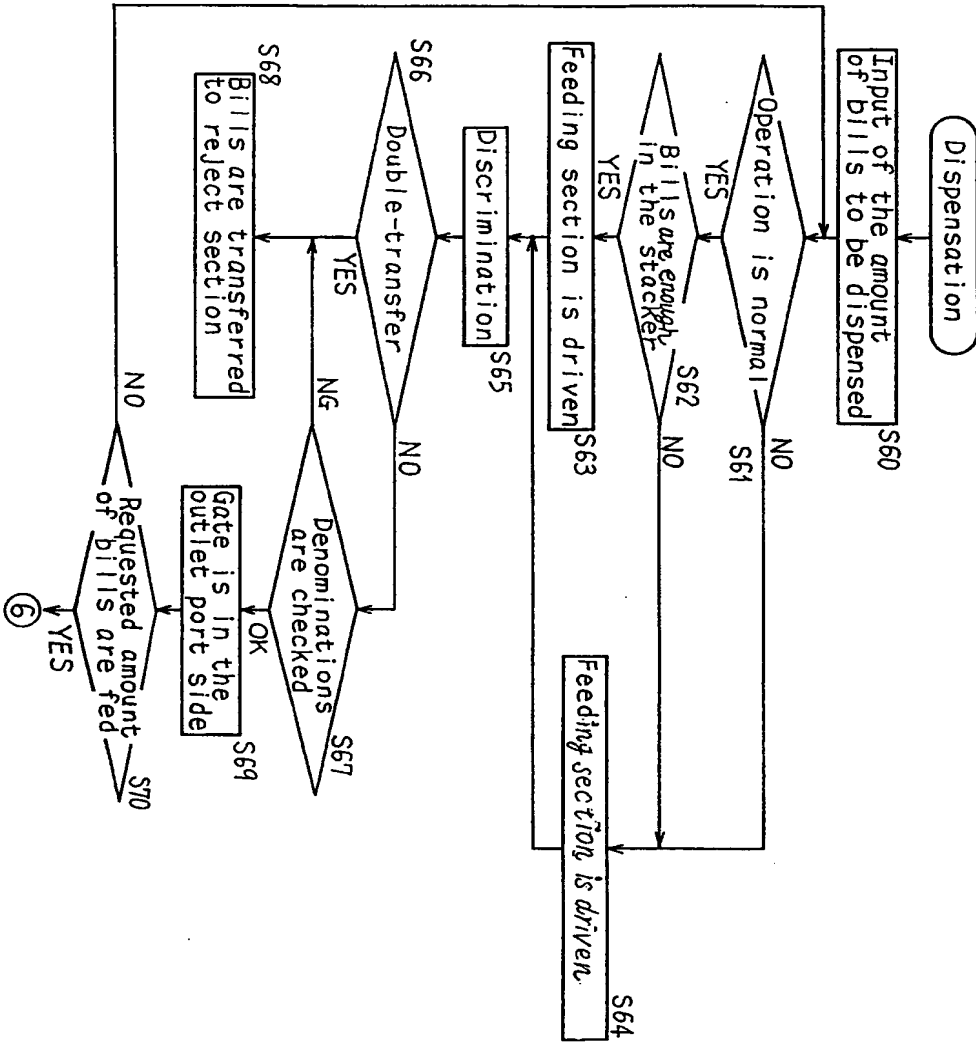 Dispensation
Input of the amount
of bills to be dispensed
S60
Operation is normal
S61
YES
NO
Bills are enough
in the stacker
S62
YES
NO
Feeding section is driven
S63
Feeding section is driven
S64
Discrimination
S65
S66
Double-transfer
YES
NO
Denominations
are checked
S67
NG
OK
S68
Bills are transferred
to reject section
Gate is in the
outlet port side
S69
Requested amount
of bills are fed
S70
NO
YES
6